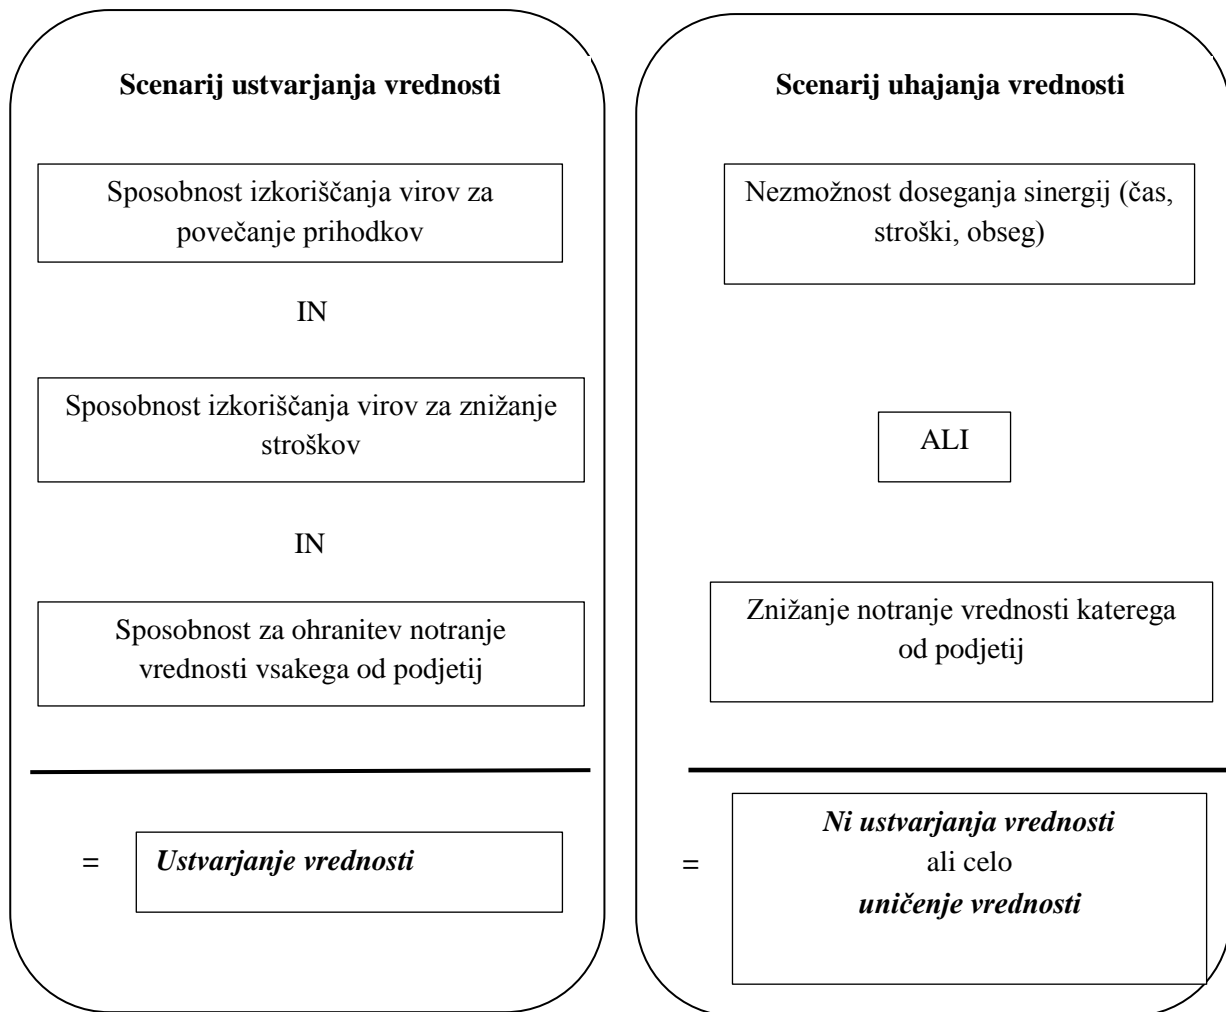 Scenarij ustvarjanja vrednosti
Sposobnost izkoriščanja virov za
povečanje prihodkov
IN
Sposobnost izkoriščanja virov za znižanje
stroškov
IN
Sposobnost za ohranitev notranje
vrednosti vsakega od podjetij
= Ustvarjanje vrednosti
Scenarij uhajanja vrednosti
Nezmožnost doseganja sinergij (čas,
stroški, obseg)
ALI
Znižanje notranje vrednosti katerega
od podjetij
Ni ustvarjanja vrednosti
= ali celo
uničenje vrednosti